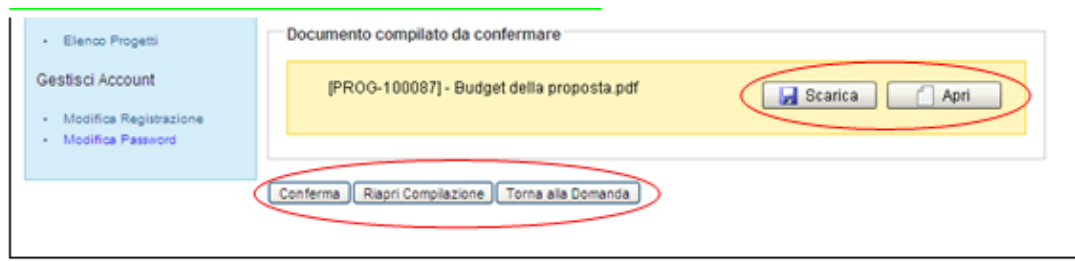 Elenco Progetti
Gestisci Account
Modifica Registrazione
Modifica Password
Documento compilato da confermare
[PROG-100087] - Budget della proposta.pdf
Scarica
Apri
Conferma
Riapri Compilazione
Torna alla Domanda